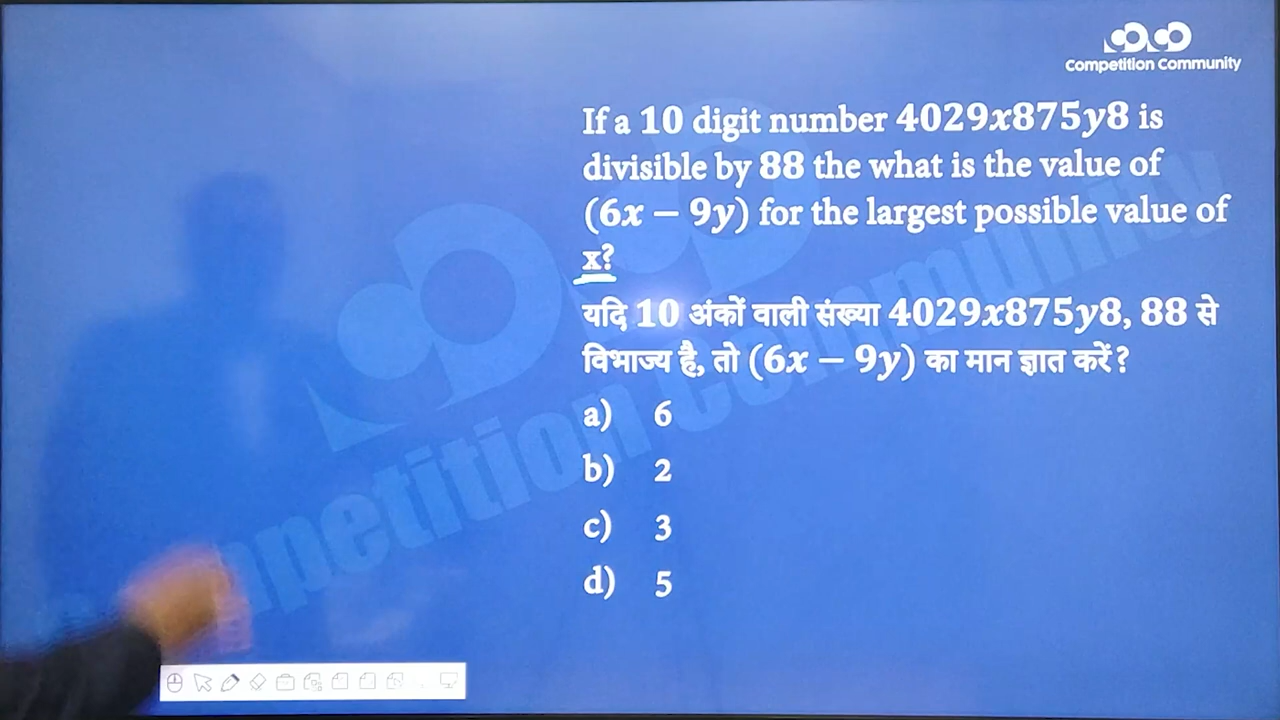 Competition Community
If a 10 digit number 4029x875y8 is
divisible by 88 the what is the value of
(6x − 9y) for the largest possible value of
x?
यदि 10 अंकों वाली संख्या 4029x875y8, 88 से
विभाज्य है, तो (6x − 9y) का मान ज्ञात करें?
a) 6
b) 2
c) 3
d) 5